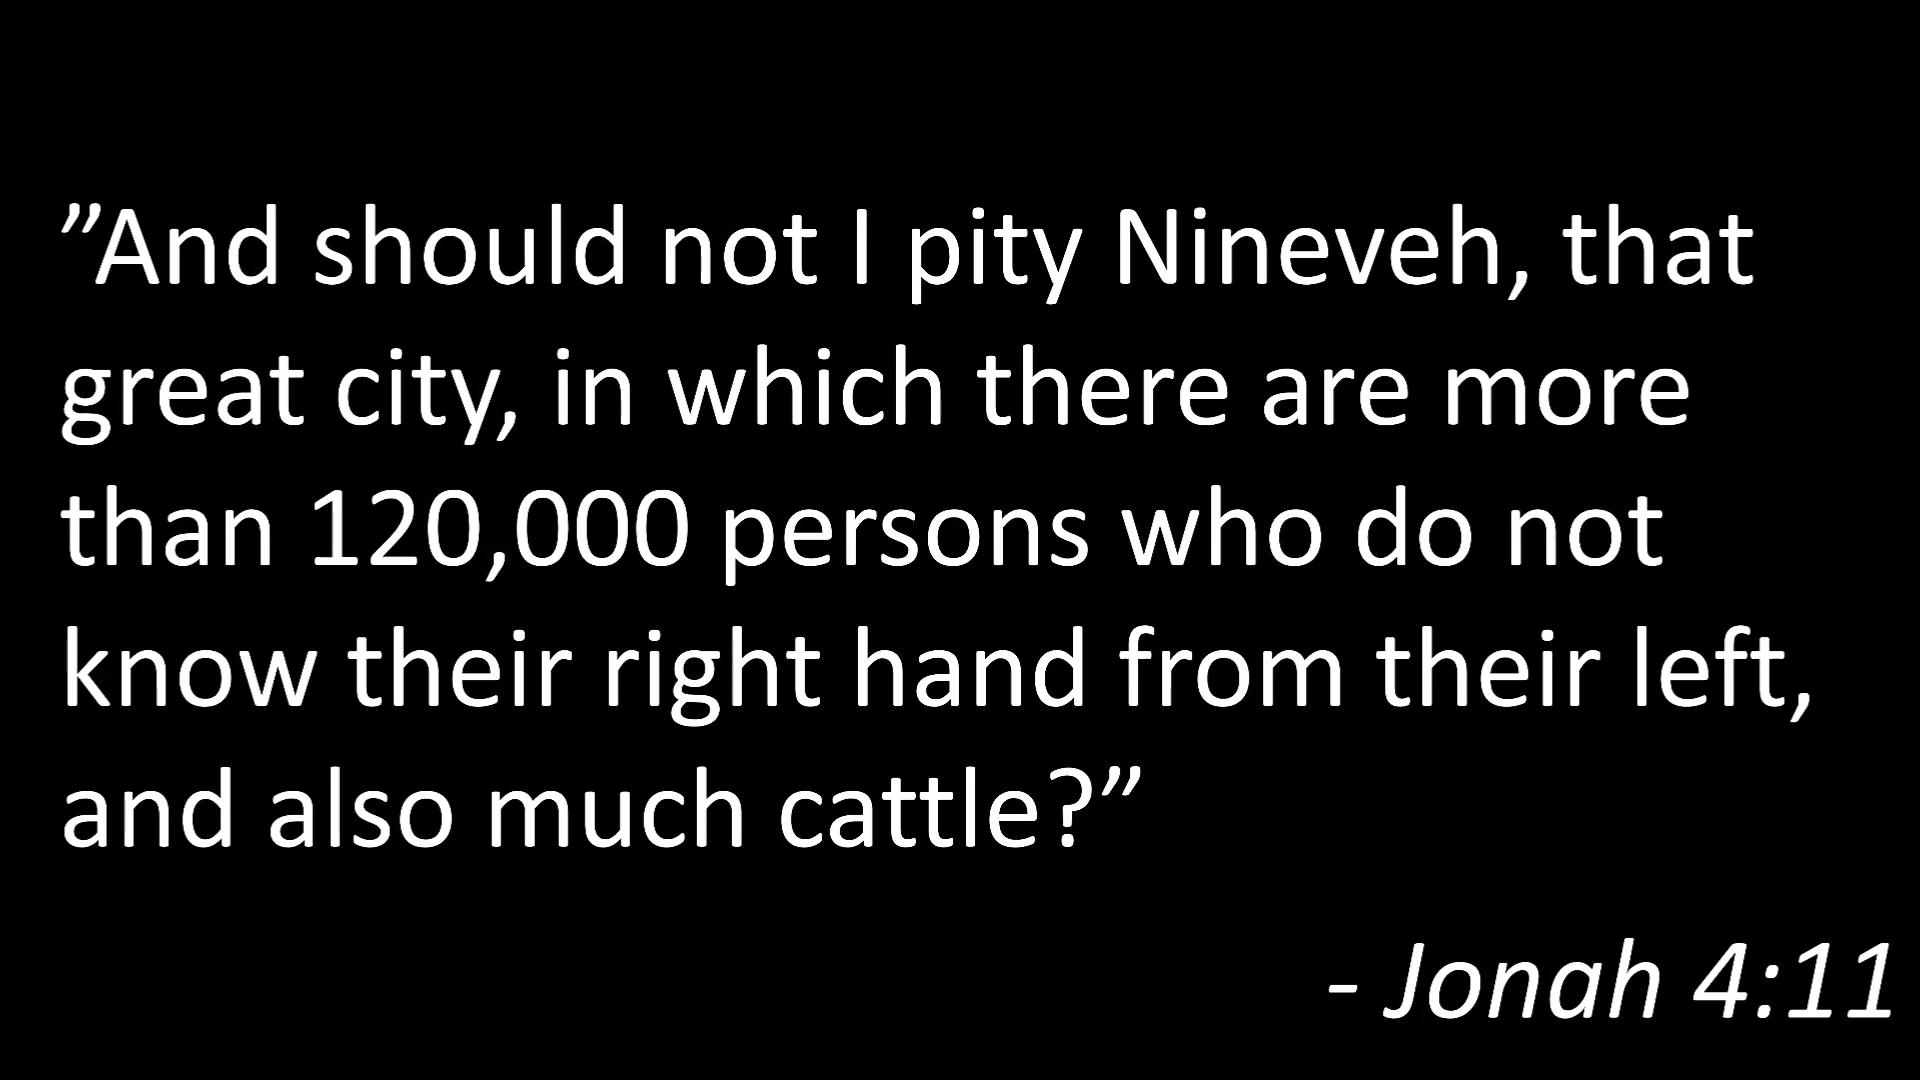 ”And should not I pity Nineveh, that
great city, in which there are more
than 120,000 persons who do not
know their right hand from their left,
and also much cattle?”
- Jonah 4:11